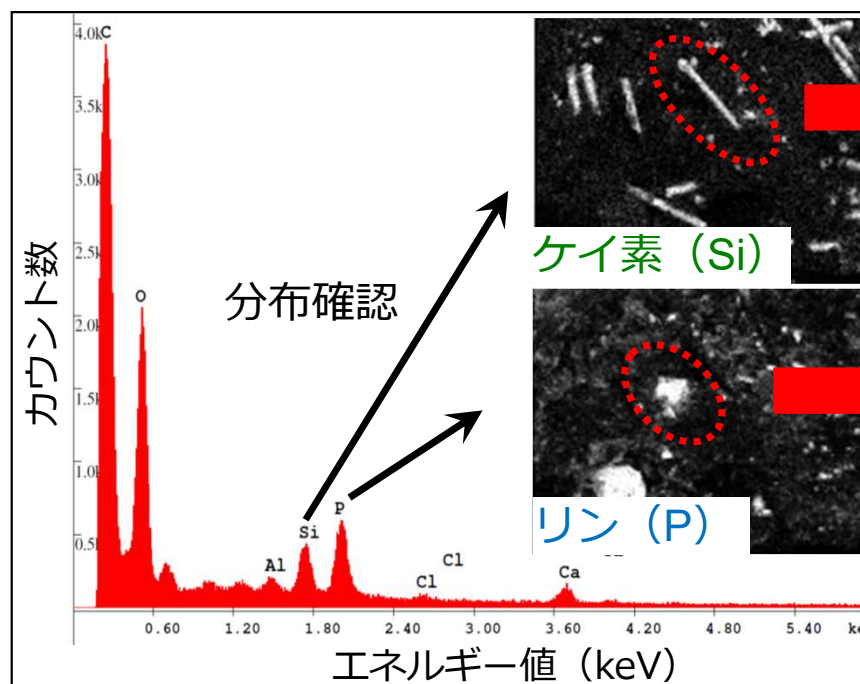 4.0k
C
3.5k
3.0k
2.5k
O
2.0k
1.5k
1.0k
0.5k
カウント数
分布確認
ケイ素（Si）
リン（P）
Al
Si
P
Cl
Cl
Ca
0.60 1.20 1.80 2.40 3.00 3.60 4.20 4.80 5.40
エネルギー値（keV）